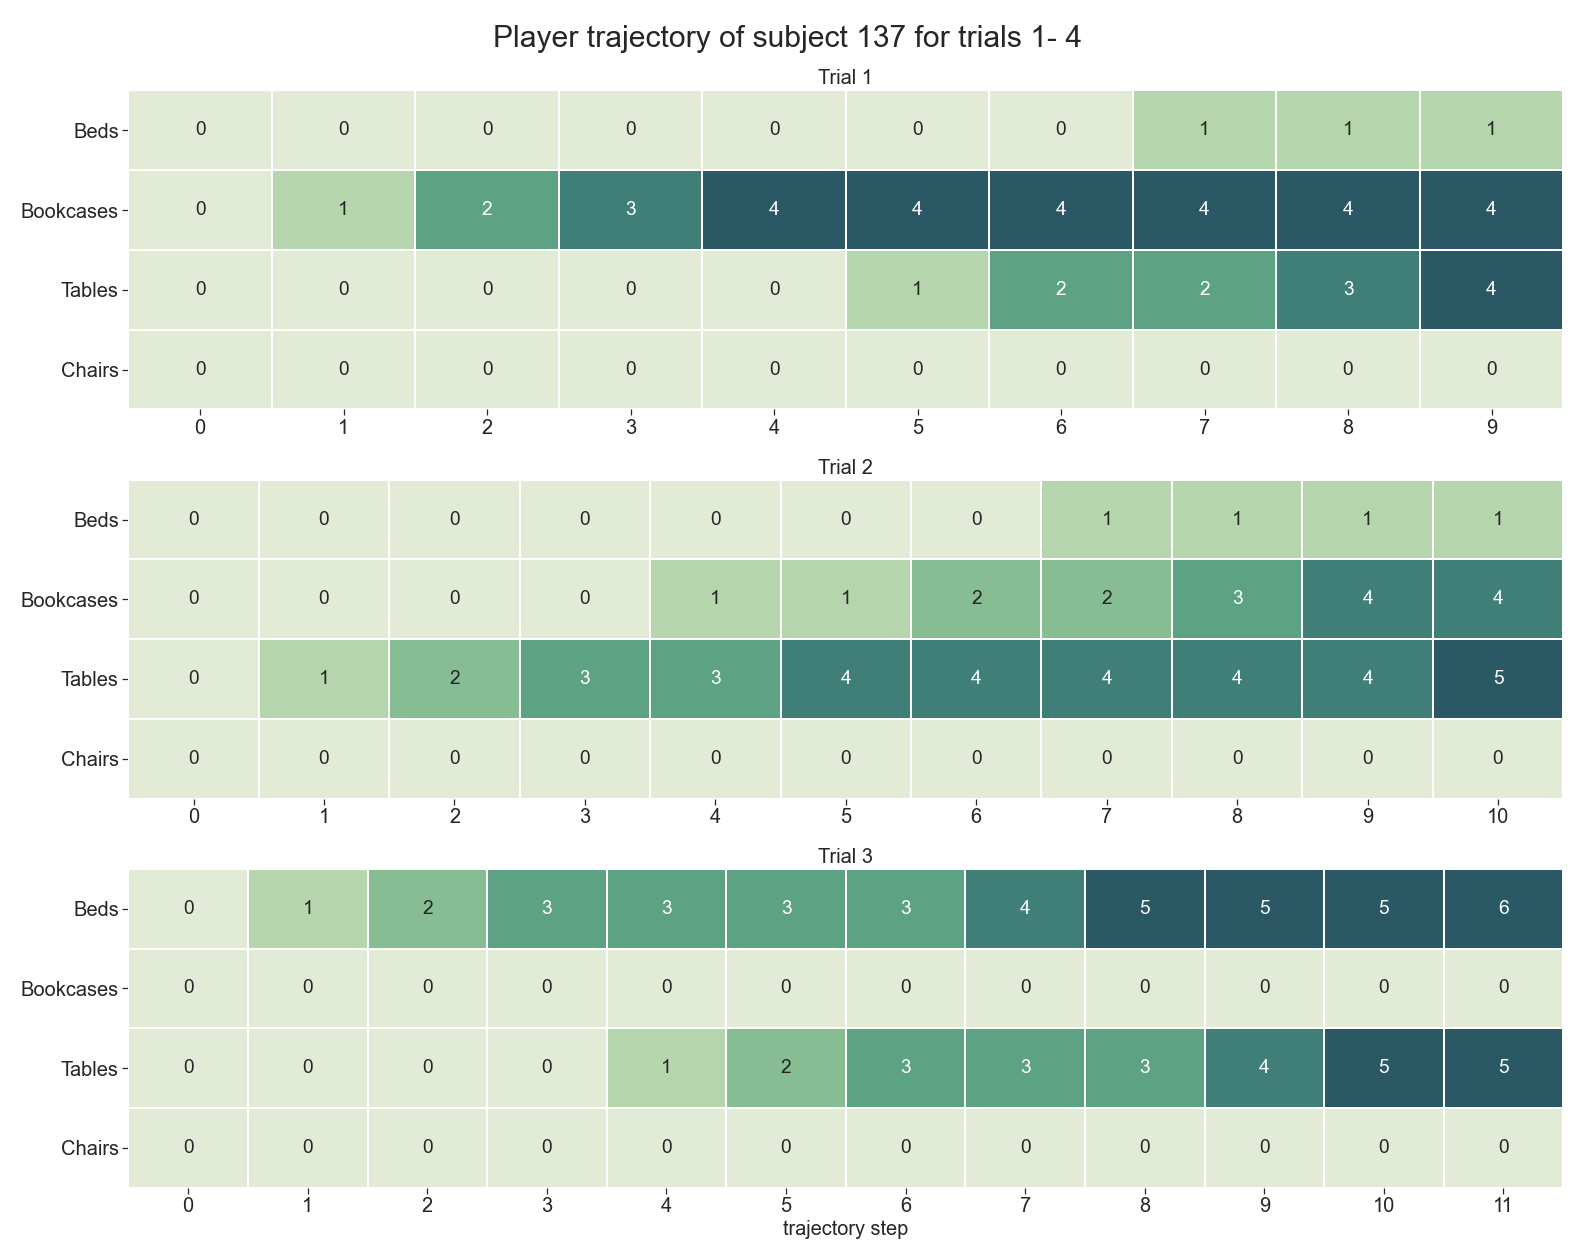 Player trajectory of subject 137 for trials 1- 4
Trial 1
Beds 0 0 0 0 0 0 0 1 1 1
Bookcases 0 1 2 3 4 4 4 4 4 4
Tables 0 0 0 0 0 1 2 2 3 4
Chairs 0 0 0 0 0 0 0 0 0 0
0 1 2 3 4 5 6 7 8 9
Trial 2
Beds 0 0 0 0 0 0 0 1 1 1 1
Bookcases 0 0 0 0 1 1 2 2 3 4 4
Tables 0 1 2 3 3 4 4 4 4 4 5
Chairs 0 0 0 0 0 0 0 0 0 0 0
0 1 2 3 4 5 6 7 8 9 10
Trial 3
Beds 0 1 2 3 3 3 3 4 5 5 5 6
Bookcases 0 0 0 0 0 0 0 0 0 0 0 0
Tables 0 0 0 0 1 2 3 3 3 4 5 5
Chairs 0 0 0 0 0 0 0 0 0 0 0 0
0 1 2 3 4 5 6 7 8 9 10 11
trajectory step